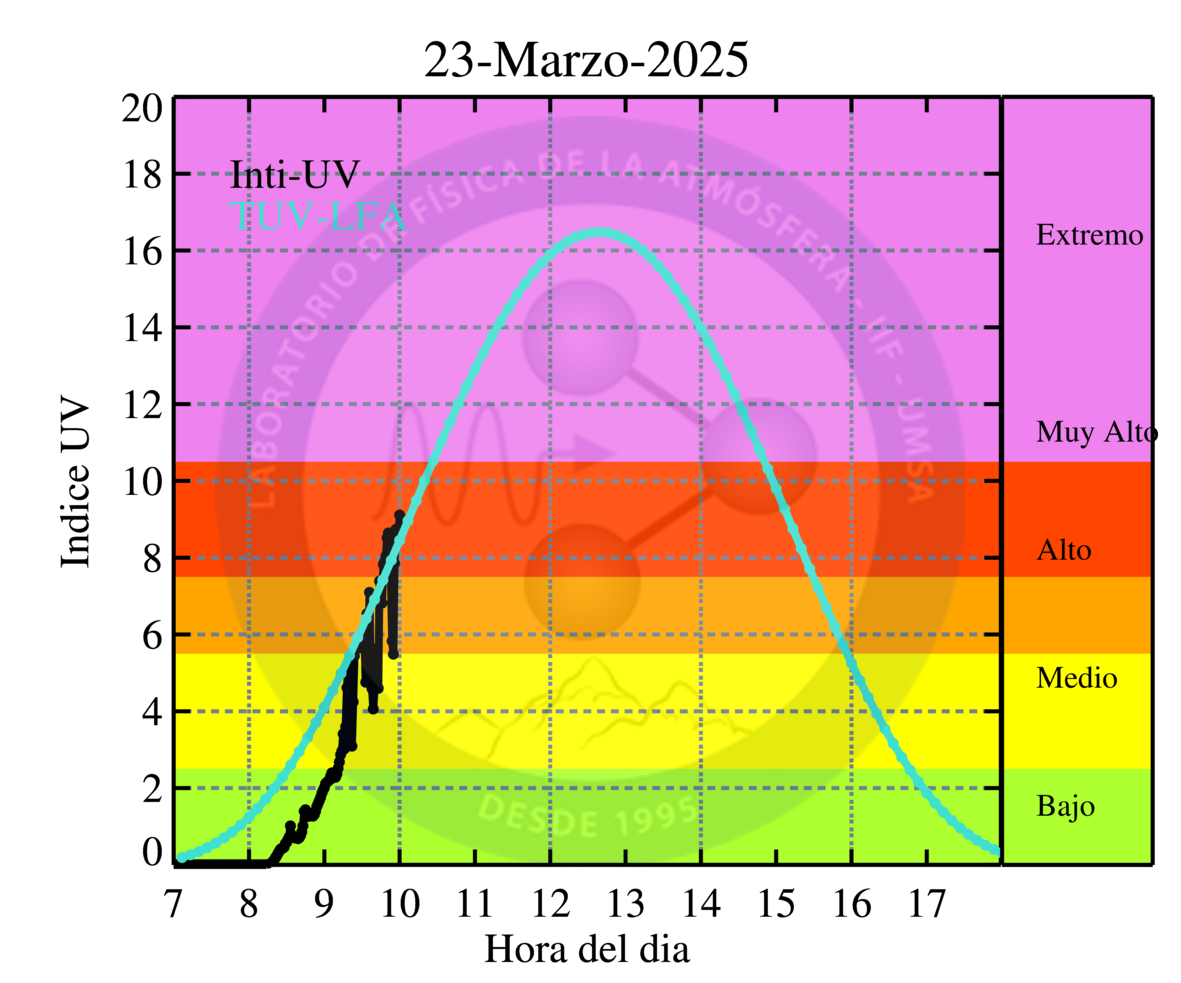 23-Marzo-2025
Inti-UV
TUV-LFA
LABORATORIO DE FÍSICA DE LA ATMÓSFERA - IIF - UMSA
DESDE 1995
Indice UV
20
18
16
14
12
10
8
6
4
2
0
Extremo
Muy Alto
Alto
Medio
Bajo
7 8 9 10 11 12 13 14 15 16 17
Hora del dia